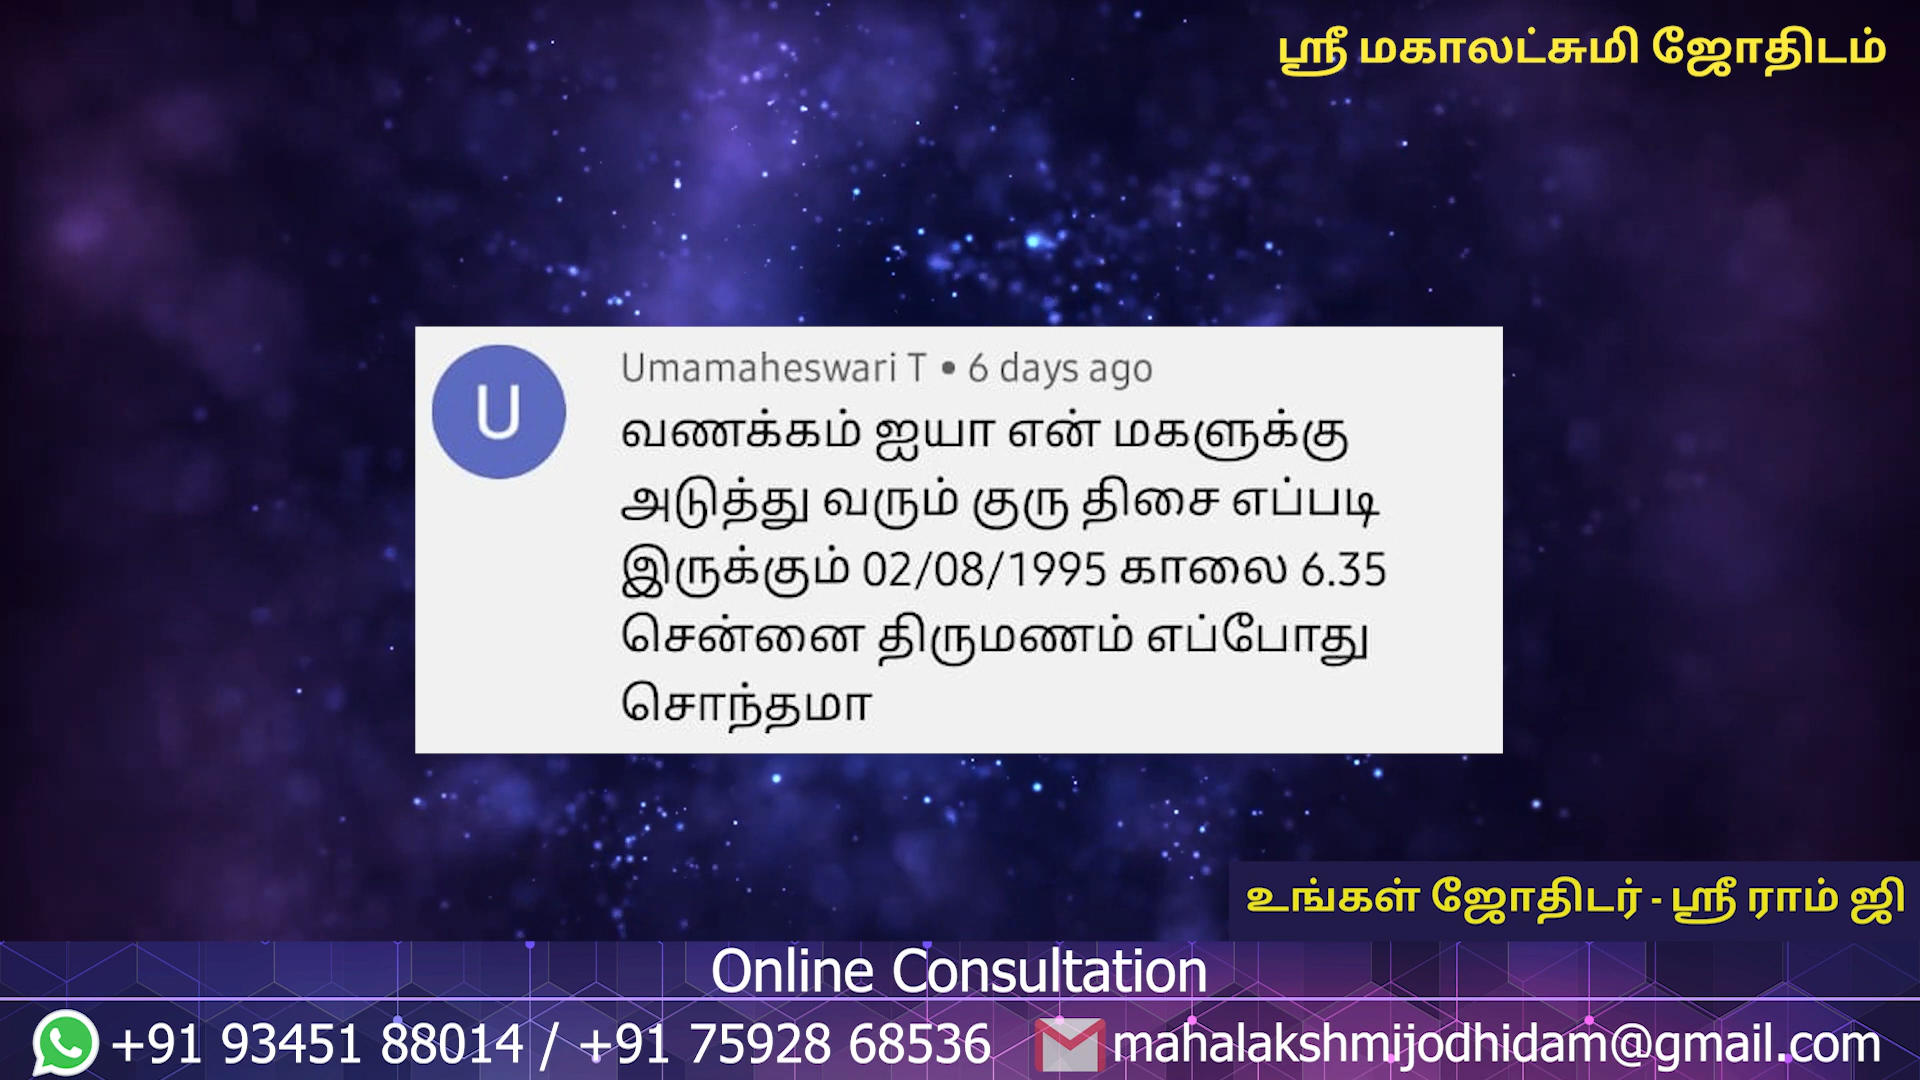 ஸ்ரீ மகாலட்சுமி ஜோதிடம்
U
Umamaheswari T • 6 days ago
வணக்கம் ஐயா என் மகளுக்கு
அடுத்து வரும் குரு திசை எப்படி
இருக்கும் 02/08/1995 காலை 6.35
சென்னை திருமணம் எப்போது
சொந்தமா
உங்கள் ஜோதிடர் - ஸ்ரீ ராம் ஜி
Online Consultation
+91 93451 88014 / +91 75928 68536 mahalakshmijodhidam@gmail.com